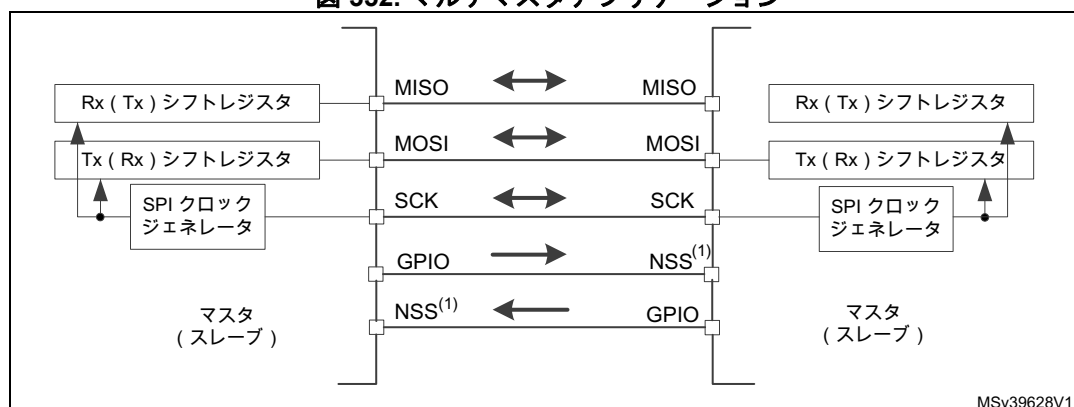 図 552. マルチマスタアプリケーション
MISO
MISO
Rx ( Tx ) シフトレジスタ
Rx ( Tx ) シフトレジスタ
MOSI
MOSI
Tx ( Rx ) シフトレジスタ
Tx ( Rx ) シフトレジスタ
SPI クロック
ジェネレータ
SCK
SCK
SPI クロック
ジェネレータ
GPIO
NSS(1)
NSS(1)
GPIO
マスタ
( スレーブ )
マスタ
( スレーブ )
MSv39628V1